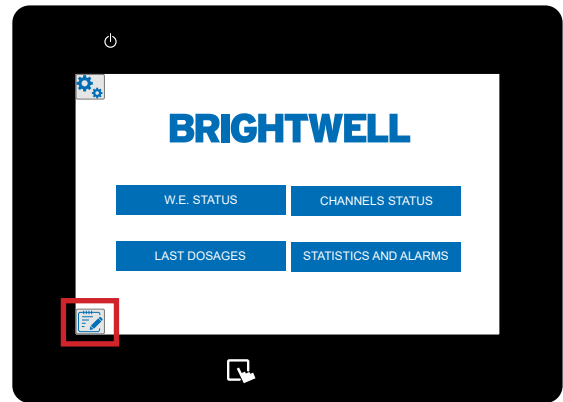 BRIGHTWELL
W.E. STATUS
CHANNELS STATUS
LAST DOSAGES
STATISTICS AND ALARMS